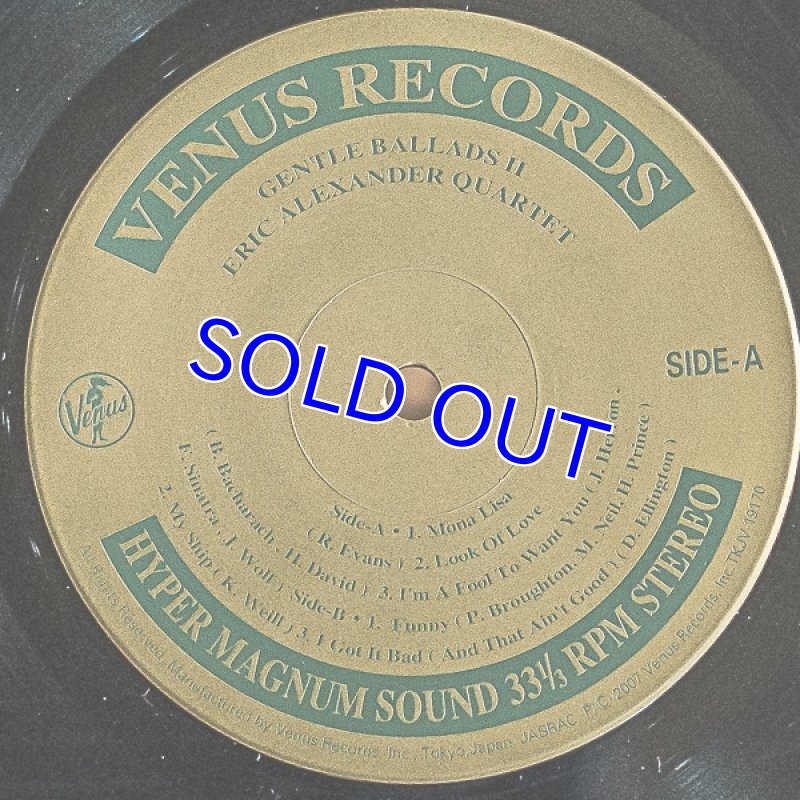 VENUS RECORDS
GENTLE BALLADS II
ERIC ALEXANDER QUARTET
SIDE-A
Venus
SOLD OUT
Side-A • 1. Mona Lisa
( R. Evans ) 2. Look Of Love
( B. Bachurach . H. David ) 3. I'm A Fool To Want You ( J. Herron .
F. Sinatra . J. Wolf ) Side-B • 1. Funny ( P. Broughton. M. Neil. H. Prince )
2. My Ship ( K. Weill ) 3. I Got It Bad ( And That Ain't Good ) ( D. Ellington )
HYPER MAGNUM SOUND 33 1/3 RPM STEREO
All Rights Reserved. Manufactured by Venus Records, Inc., Tokyo, Japan. JASRAC P.C. 2007 Venus Records, Inc. TKJV 19170